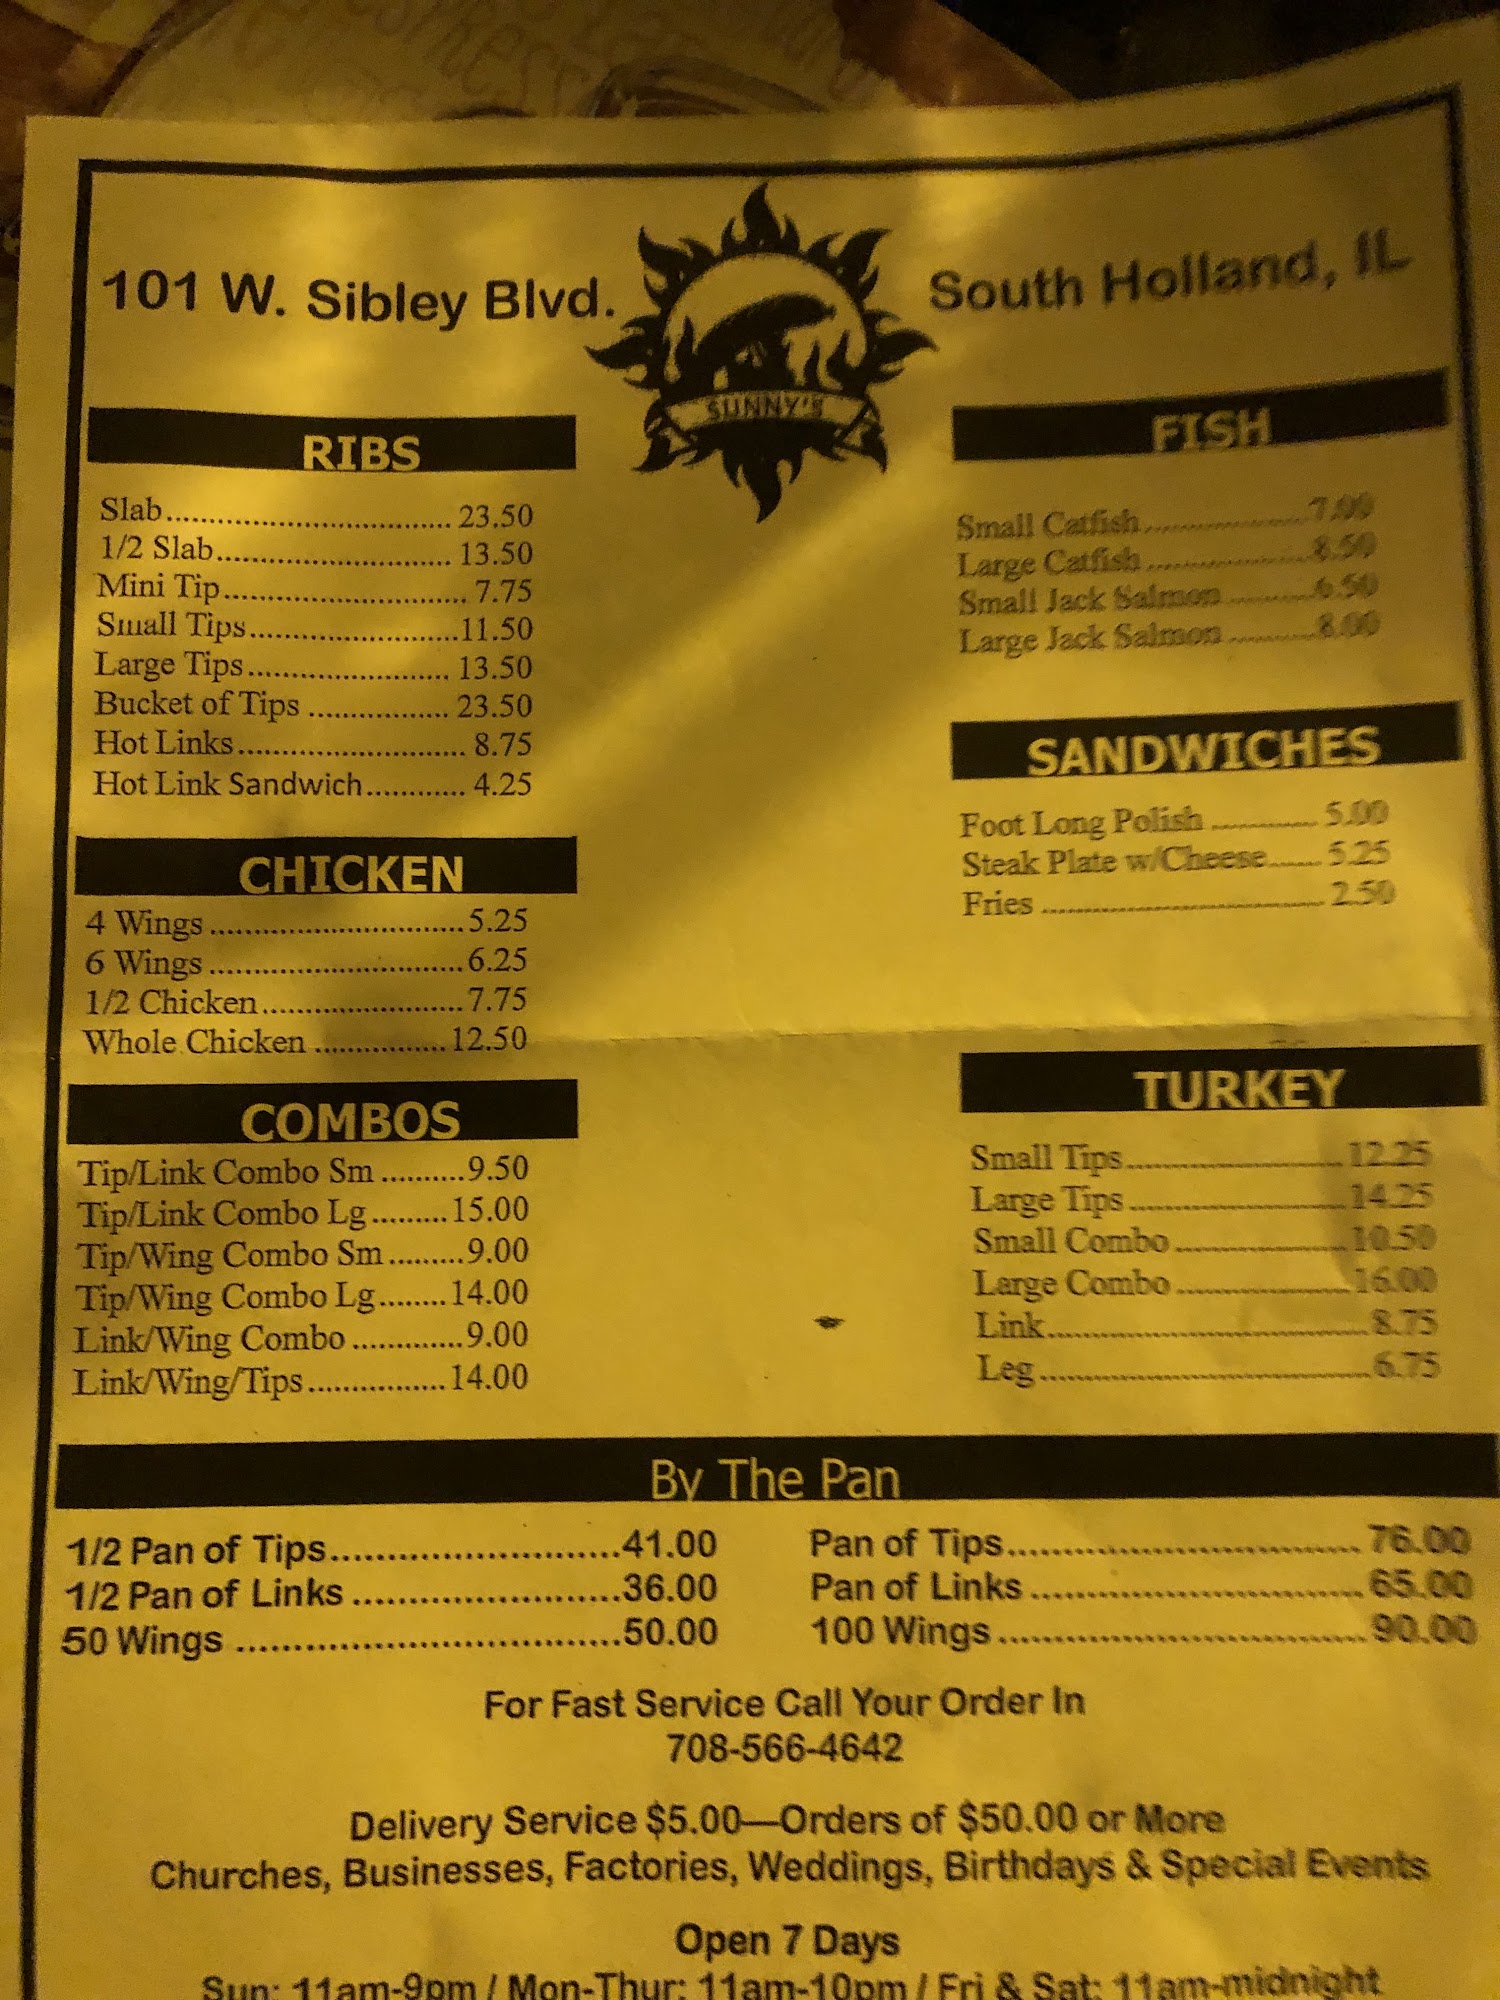 101 W. Sibley Blvd.
SUNNY'S
South Holland, IL
RIBS
Slab 23.50
1/2 Slab 13.50
Mini Tip 7.75
Small Tips 11.50
Large Tips 13.50
Bucket of Tips 23.50
Hot Links 8.75
Hot Link Sandwich 4.25
CHICKEN
4 Wings 5.25
6 Wings 6.25
1/2 Chicken 7.75
Whole Chicken 12.50
COMBOS
Tip/Link Combo Sm 9.50
Tip/Link Combo Lg 15.00
Tip/Wing Combo Sm 9.00
Tip/Wing Combo Lg 14.00
Link/Wing Combo 9.00
Link/Wing/Tips 14.00
FISH
Small Catfish 7.00
Large Catfish 8.50
Small Jack Salmon 6.50
Large Jack Salmon 8.00
SANDWICHES
Foot Long Polish 5.00
Steak Plate w/Cheese 5.25
Fries 2.50
TURKEY
Small Tips 12.25
Large Tips 14.25
Small Combo 10.50
Large Combo 16.00
Link 8.75
Leg 6.75
By The Pan
1/2 Pan of Tips 41.00
1/2 Pan of Links 36.00
50 Wings 50.00
Pan of Tips 76.00
Pan of Links 65.00
100 Wings 90.00
For Fast Service Call Your Order In
708-566-4642
Delivery Service $5.00—Orders of $50.00 or More
Churches, Businesses, Factories, Weddings, Birthdays & Special Events
Open 7 Days
Sun: 11am-9pm / Mon-Thur: 11am-10pm / Fri & Sat: 11am-midnight